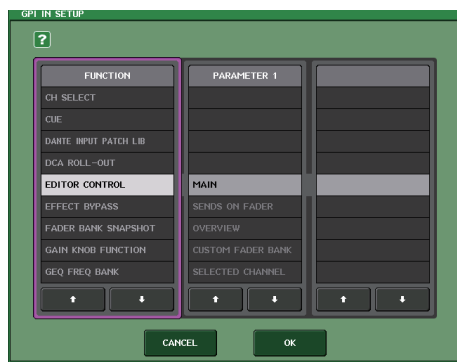 GPI IN SETUP
?
FUNCTION
CH SELECT
CUE
DANTE INPUT PATCH LIB
DCA ROLL-OUT
EDITOR CONTROL
EFFECT BYPASS
FADER BANK SNAPSHOT
GAIN KNOB FUNCTION
GEQ FREQ BANK
PARAMETER 1
MAIN
SENDS ON FADER
OVERVIEW
CUSTOM FADER BANK
SELECTED CHANNEL
CANCEL
OK